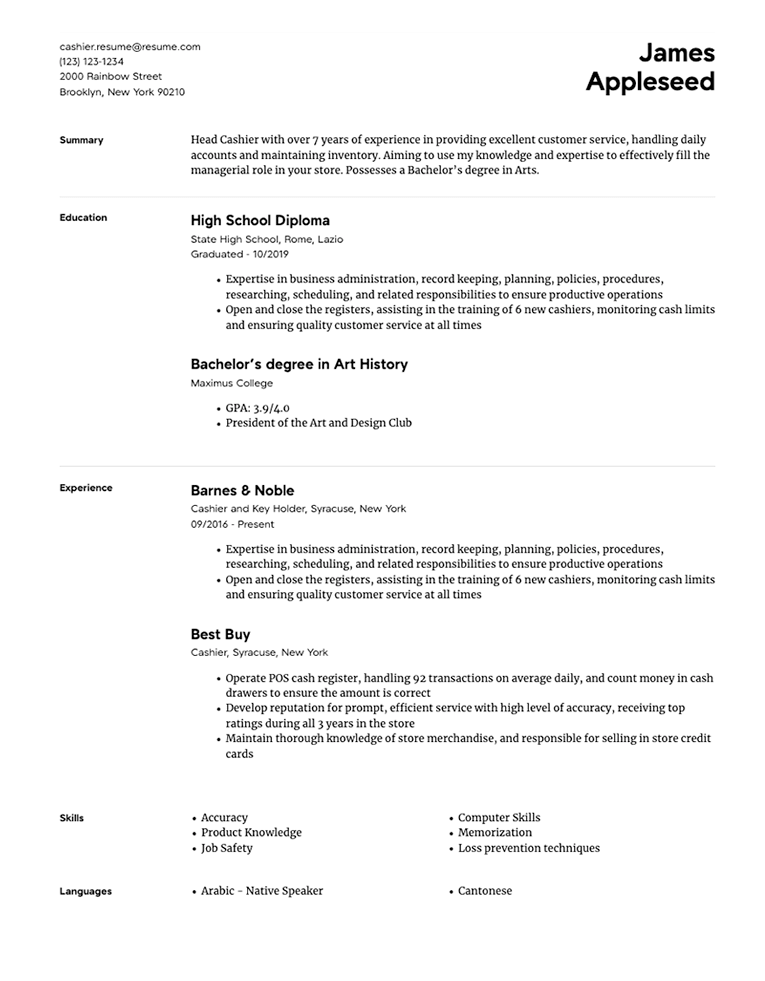 cashier.resume@resume.com
(123) 123-1234
2000 Rainbow Street
Brooklyn, New York 90210
James
Appleseed
Summary
Head Cashier with over 7 years of experience in providing excellent customer service, handling daily
accounts and maintaining inventory. Aiming to use my knowledge and expertise to effectively fill the
managerial role in your store. Possesses a Bachelor's degree in Arts.
Education
High School Diploma
State High School, Rome, Lazio
Graduated - 10/2019
• Expertise in business administration, record keeping, planning, policies, procedures,
researching, scheduling, and related responsibilities to ensure productive operations
• Open and close the registers, assisting in the training of 6 new cashiers, monitoring cash limits
and ensuring quality customer service at all times
Bachelor's degree in Art History
Maximus College
• GPA: 3.9/4.0
• President of the Art and Design Club
Experience
Barnes & Noble
Cashier and Key Holder, Syracuse, New York
09/2016 - Present
• Expertise in business administration, record keeping, planning, policies, procedures,
researching, scheduling, and related responsibilities to ensure productive operations
• Open and close the registers, assisting in the training of 6 new cashiers, monitoring cash limits
and ensuring quality customer service at all times
Best Buy
Cashier, Syracuse, New York
• Operate POS cash register, handling 92 transactions on average daily, and count money in cash
drawers to ensure the amount is correct
• Develop reputation for prompt, efficient service with high level of accuracy, receiving top
ratings during all 3 years in the store
• Maintain thorough knowledge of store merchandise, and responsible for selling in store credit
cards
Skills
• Accuracy
• Product Knowledge
• Job Safety
• Computer Skills
• Memorization
• Loss prevention techniques
Languages
• Arabic - Native Speaker
• Cantonese